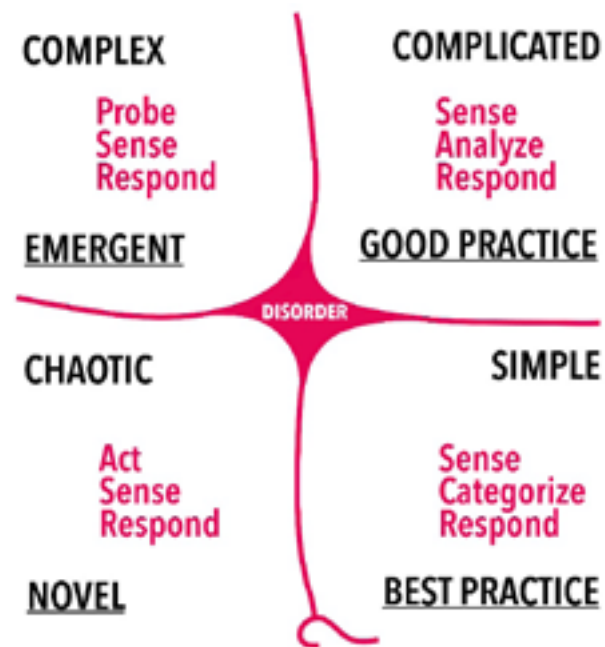 COMPLEX
Probe
Sense
Respond
EMERGENT
COMPLICATED
Sense
Analyze
Respond
GOOD PRACTICE
DISORDER
CHAOTIC
Act
Sense
Respond
NOVEL
SIMPLE
Sense
Categorize
Respond
BEST PRACTICE